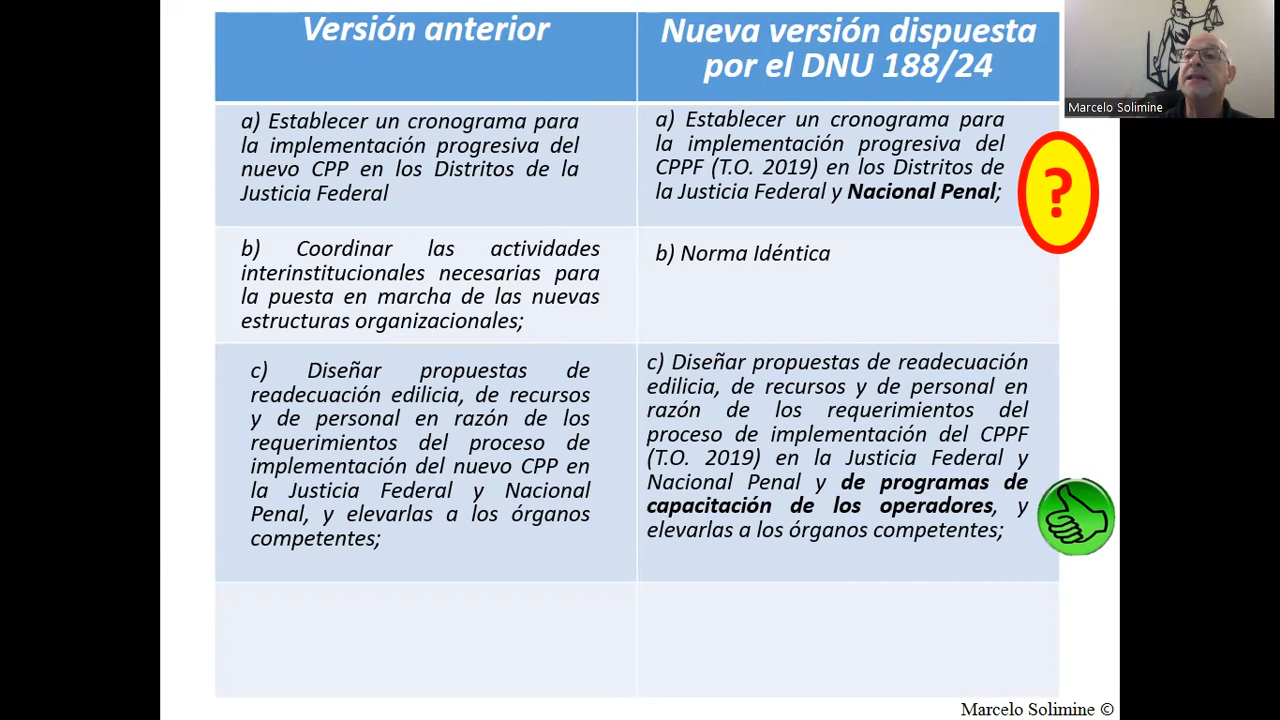 Versión anterior
Nueva versión dispuesta
por el DNU 188/24
a) Establecer un cronograma para
la implementación progresiva del
nuevo CPP en los Distritos de la
Justicia Federal
a) Establecer un cronograma para
la implementación progresiva del
CPPF (T.O. 2019) en los Distritos de
la Justicia Federal y Nacional Penal;
?
b) Coordinar las actividades
interinstitucionales necesarias para
la puesta en marcha de las nuevas
estructuras organizacionales;
b) Norma Idéntica
c) Diseñar propuestas de
readecuación edilicia, de recursos
y de personal en razón de los
requerimientos del proceso de
implementación del nuevo CPP en
la Justicia Federal y Nacional
Penal, y elevarlas a los órganos
competentes;
c) Diseñar propuestas de readecuación
edilicia, de recursos y de personal en
razón de los requerimientos del
proceso de implementación del CPPF
(T.O. 2019) en la Justicia Federal y
Nacional Penal y de programas de
capacitación de los operadores, y
elevarlas a los órganos competentes;
Marcelo Solimine
Marcelo Solimine ©